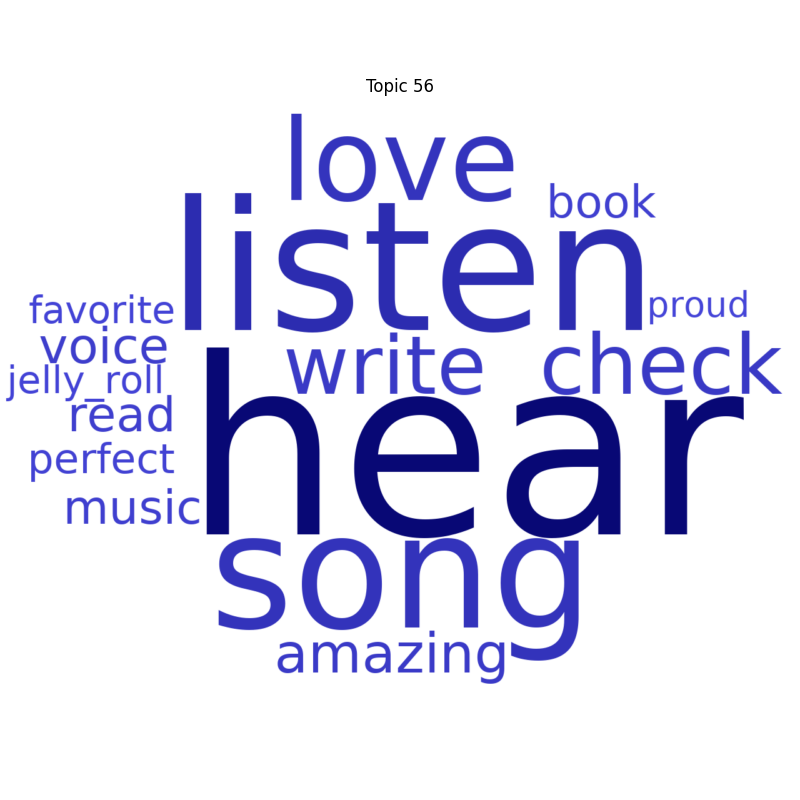 Topic 56
love
book
listen
favorite
proud
voice
write
check
jelly_roll
hear
read
perfect
music
song
amazing